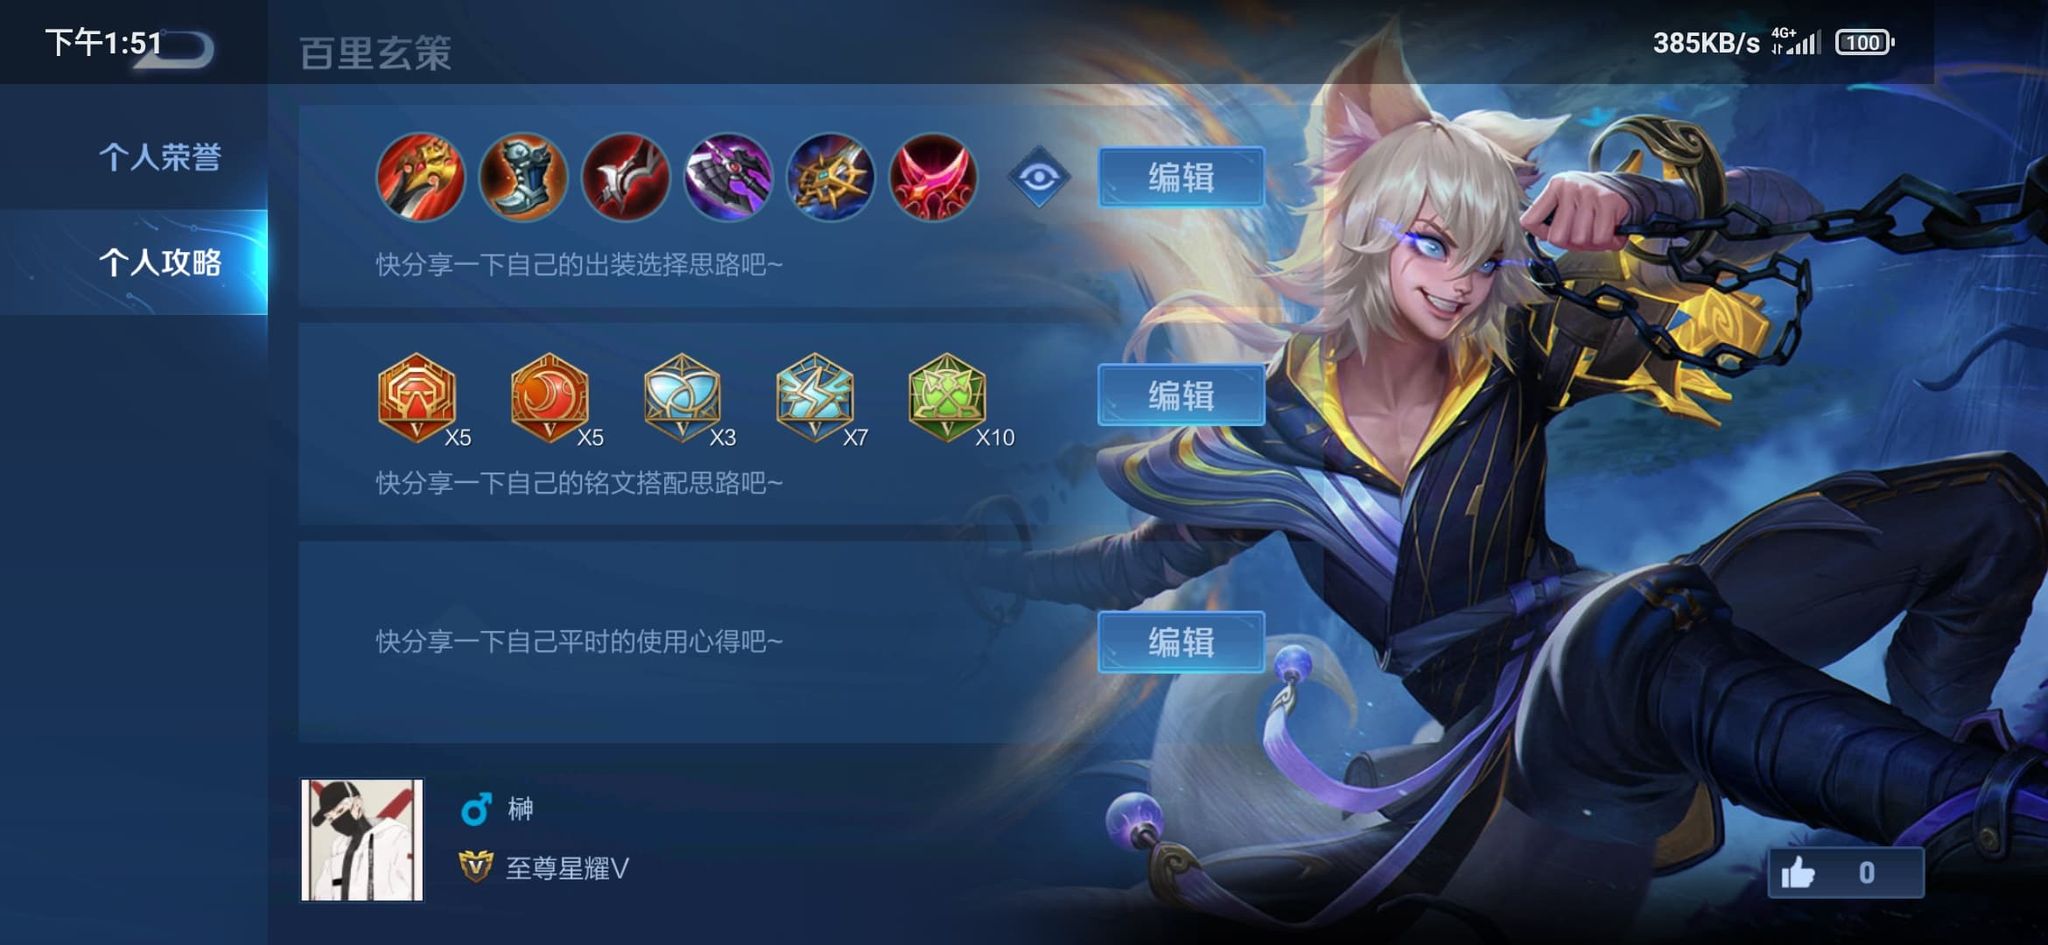 下午1:51
385KB/s
4G+
100
百里玄策
个人荣誉
个人攻略
编辑
快分享一下自己的出装选择思路吧~
V
X5
V
X5
V
X3
V
X7
V
X10
编辑
快分享一下自己的铭文搭配思路吧~
快分享一下自己平时的使用心得吧~
编辑
榊
V
至尊星耀V
0